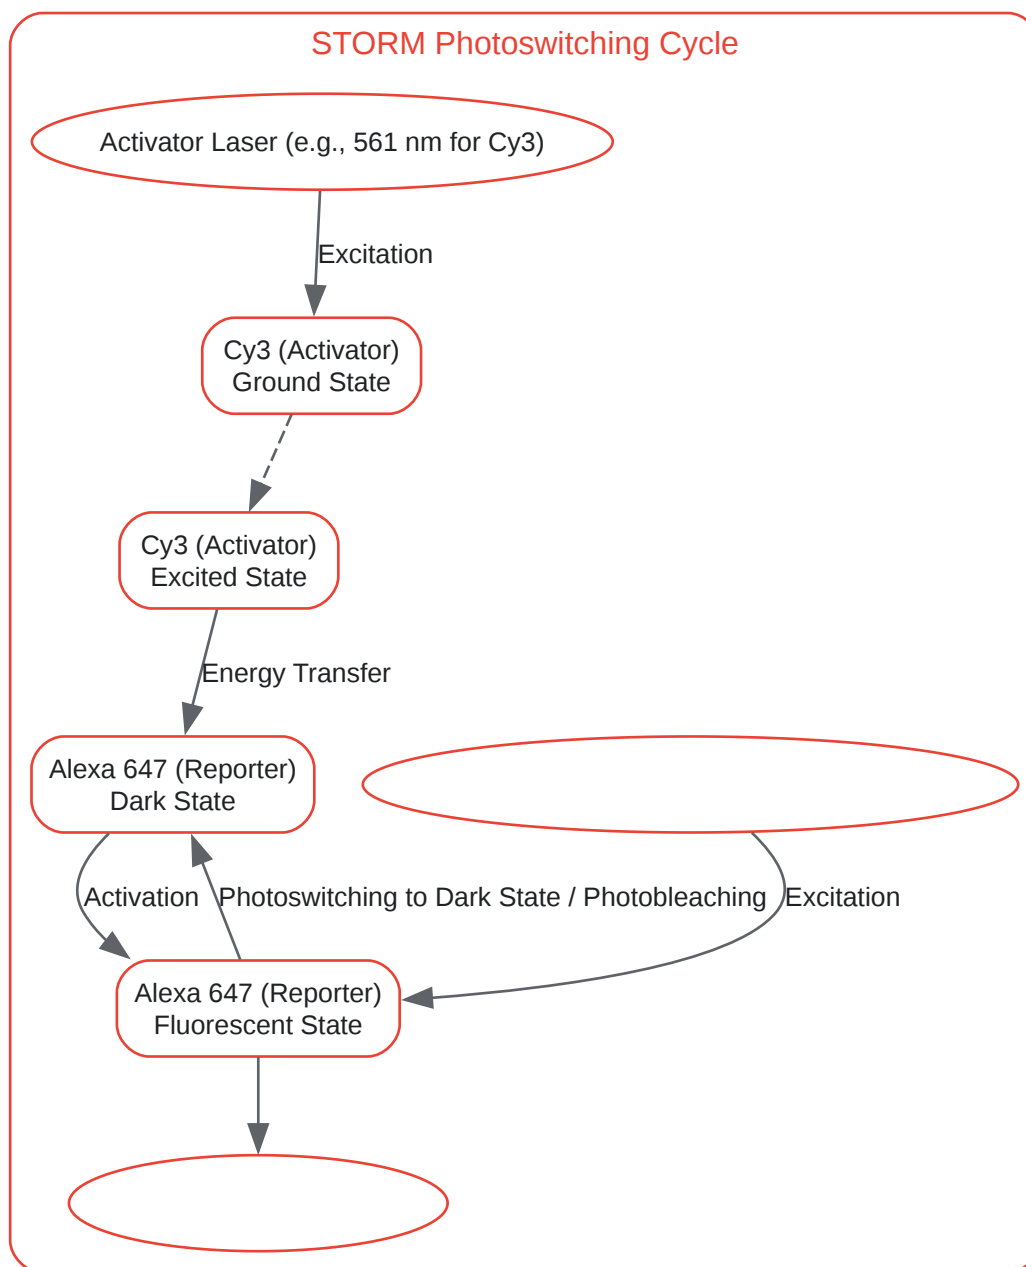 STORM Photoswitching Cycle
Activator Laser (e.g., 561 nm for Cy3)
Excitation
Cy3 (Activator)
Ground State
Cy3 (Activator)
Excited State
Energy Transfer
Alexa 647 (Reporter)
Dark State
Activation
Photoswitching to Dark State / Photobleaching
Excitation
Alexa 647 (Reporter)
Fluorescent State